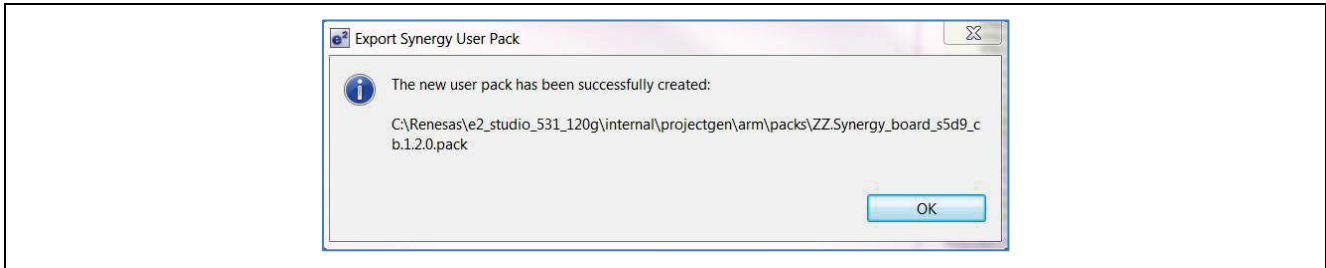 e² Export Synergy User Pack
The new user pack has been successfully created:
C:\Renesas\e2_studio_531_120g\internal\projectgen\arm\packs\ZZ.Synergy_board_s5d9_c
b.1.2.0.pack
OK